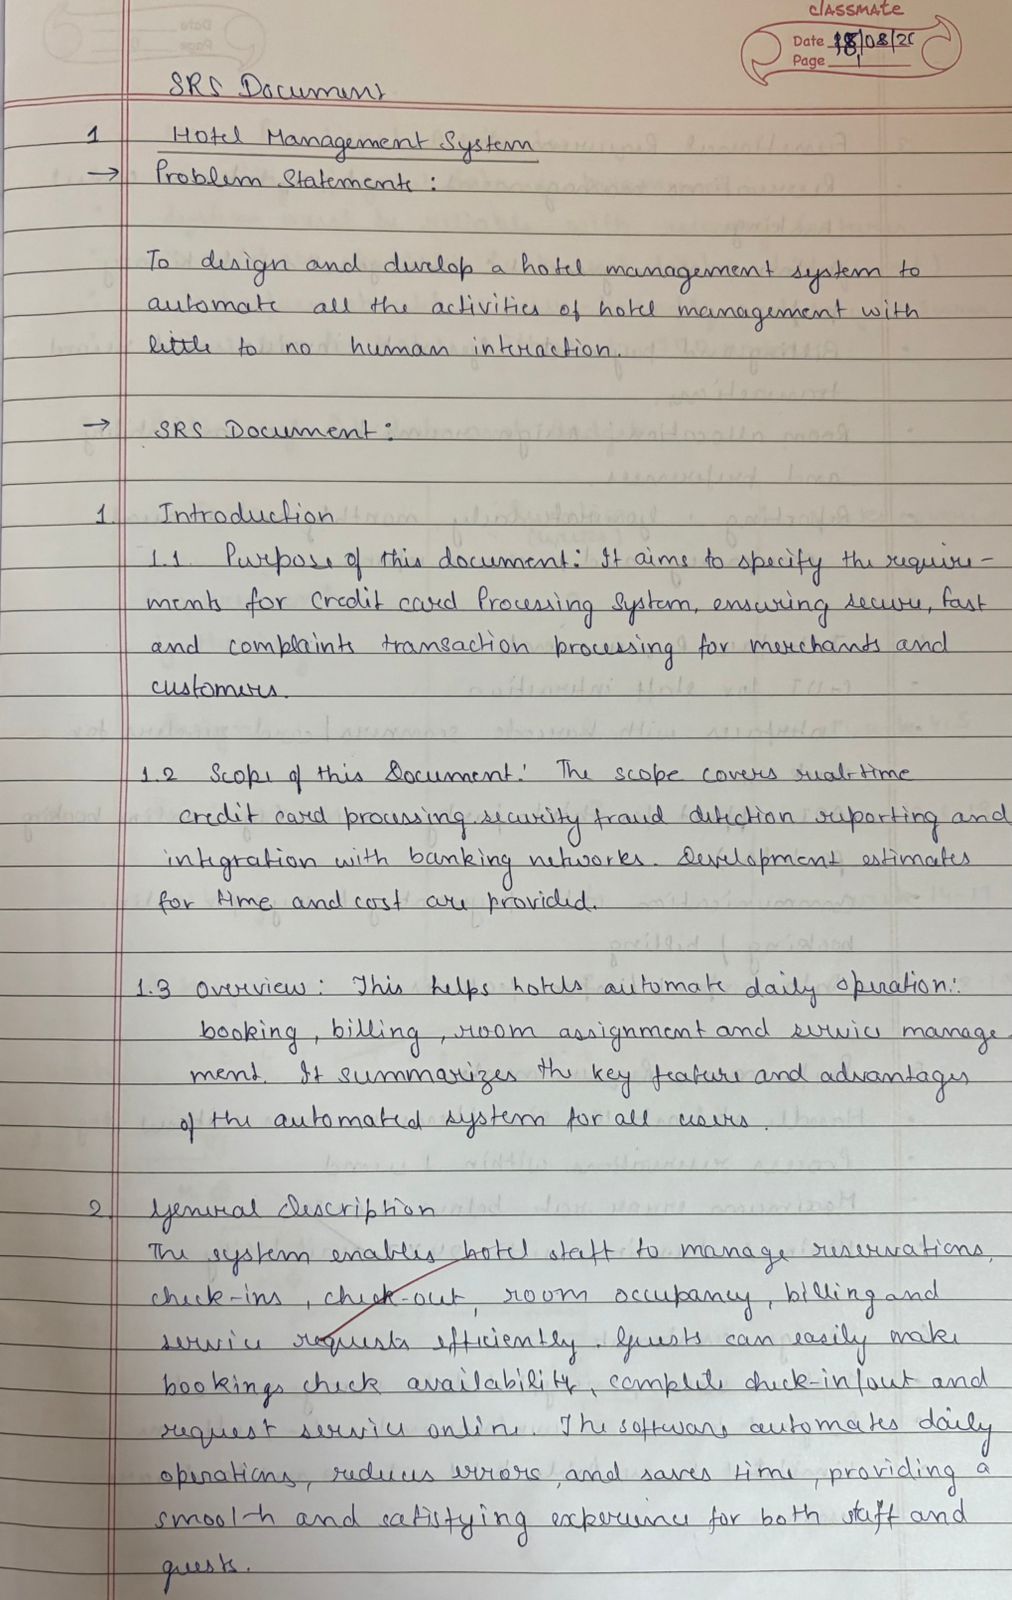 classmate
Date 18/08/25
Page 1
SRS Document
1 Hotel Management System
→ Problem Statements :
To design and develop a hotel management system to
automate all the activities of hotel management with
little to no human interaction.
→ SRS Document :
1. Introduction
1.1 Purpose of this document: It aims to specify the require-
ments for credit card Processing System, ensuring secure, fast
and complaints transaction processing for merchants and
customers.
1.2 Scope of this Document: The scope covers real-time
credit card processing, security fraud detection reporting and
integration with banking networks. Development estimates
for time and cost are provided.
1.3 Overview: This helps hotels automate daily operation:
booking, billing, room assignment and service manage
ment. It summarizes the key feature and advantages
of the automated system for all users.
2. General Description
The system enables hotel staff to manage reservations,
check-ins, check-out, room occupancy, billing and
service requests efficiently. Guests can easily make
bookings check availability, complete check-in/out and
request service online. The software automates daily
operations, reduces errors, and saves time, providing a
smooth and satisfying experience for both staff and
guests.